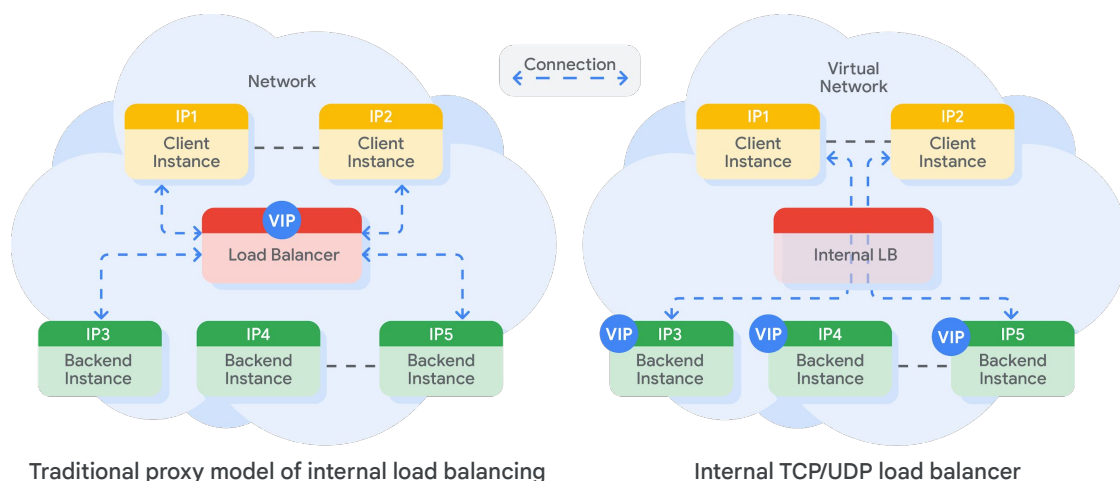 Network
IP1
Client
Instance
IP2
Client
Instance
VIP
Load Balancer
IP3
Backend
Instance
IP4
Backend
Instance
IP5
Backend
Instance
Traditional proxy model of internal load balancing
Connection
Virtual
Network
IP1
Client
Instance
IP2
Client
Instance
Internal LB
VIP
IP3
Backend
Instance
VIP
IP4
Backend
Instance
VIP
IP5
Backend
Instance
Internal TCP/UDP load balancer